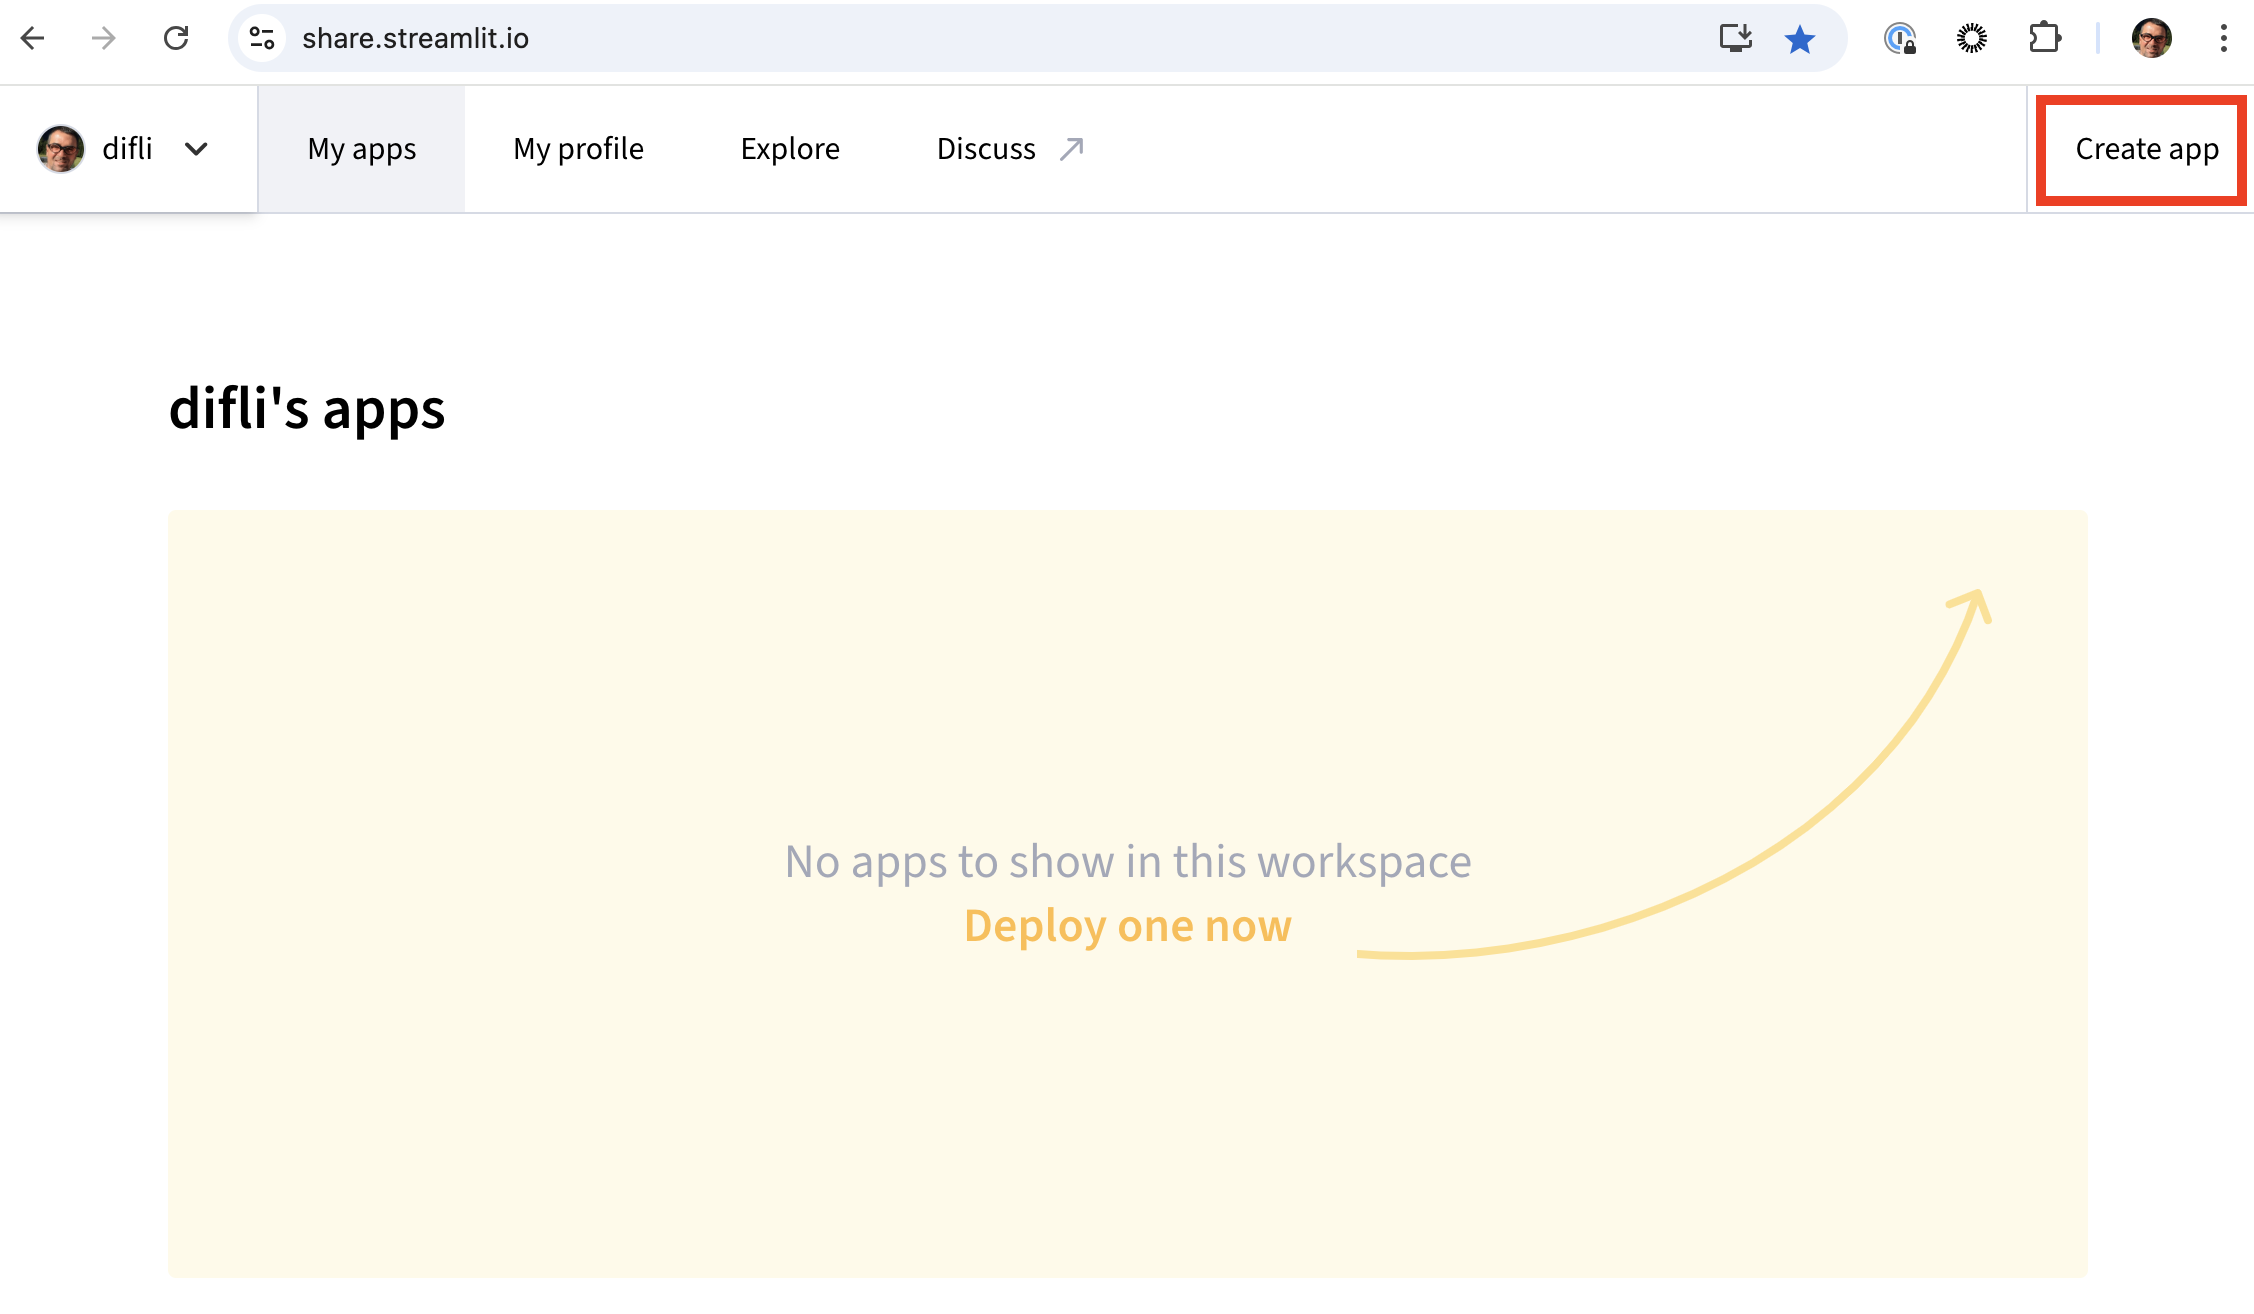 share.streamlit.io
difli
My apps
My profile
Explore
Discuss
Create app
difli's apps
No apps to show in this workspace
Deploy one now